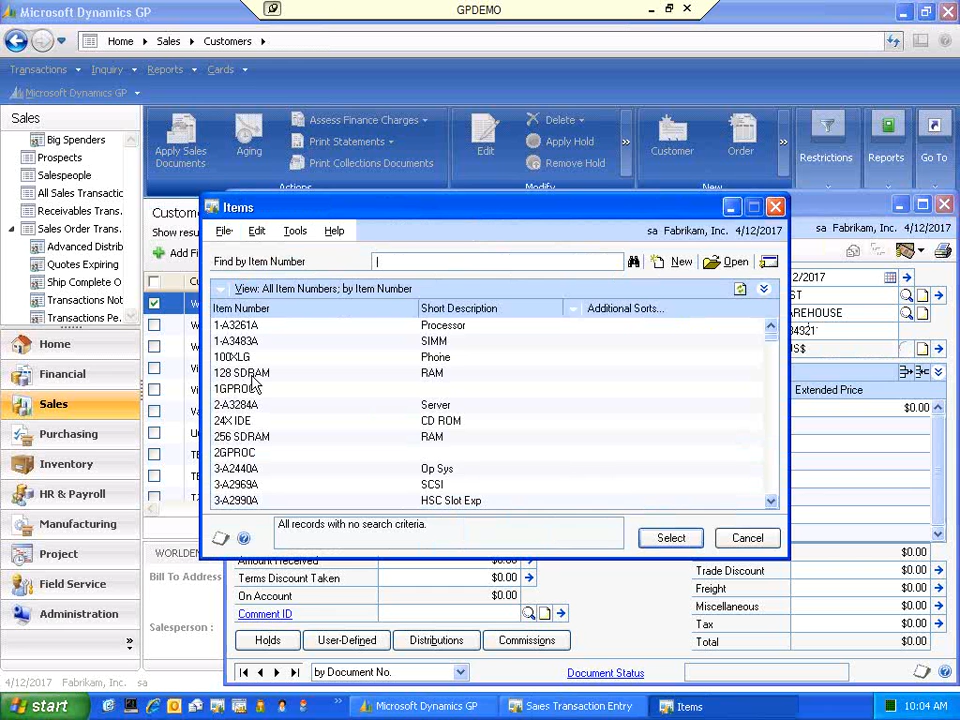 Microsoft Dynamics GP
GPDEMO
Home Sales Customers
Transactions Inquiry Reports Cards
Microsoft Dynamics GP
Sales
Big Spenders
Prospects
Salespeople
All Sales Transactic
Receivables Trans.
Sales Order Trans.
Advanced Distrib
Quotes Expiring
Ship Complete O
Transactions Not
Transactions Pe.
Home
Financial
Sales
Purchasing
Inventory
HR & Payroll
Manufacturing
Project
Field Service
Administration
Apply Sales Documents
Aging
Assess Finance Charges
Print Statements
Print Collections Documents
Actions
Edit
Delete
Apply Hold
Remove Hold
Modify
Customer
Order
New
Restrictions
Reports
Go To
Custome
Show resu
Add Fi
Items
File Edit Tools Help
sa Fabrikam, Inc. 4/12/2017
Find by Item Number
New Open
View: All Item Numbers; by Item Number
Item Number Short Description Additional Sorts...
1-A3261A Processor
1-A3483A SIMM
100XLG Phone
128 SDRAM RAM
1GPROC
2-A3284A Server
24X IDE CD ROM
256 SDRAM RAM
2GPROC
3-A2440A Op Sys
3-A2969A SCSI
3-A2990A HSC Slot Exp
All records with no search criteria.
Select Cancel
sa Fabrikam, Inc. 4/12/2017
2/2017
ST
AREHOUSE
US$
Extended Price
$0.00
WORLDEN
Bill To Address
Salesperson :
Amount Received $0.00
Terms Discount Taken $0.00
On Account $0.00
Comment ID
$0.00
Trade Discount $0.00
Freight $0.00
Miscellaneous $0.00
Tax $0.00
Total $0.00
Holds User-Defined Distributions Commissions
by Document No.
Document Status
4/12/2017 Fabrikam, Inc. sa
start
Microsoft Dynamics GP
Sales Transaction Entry
Items
10:04 AM